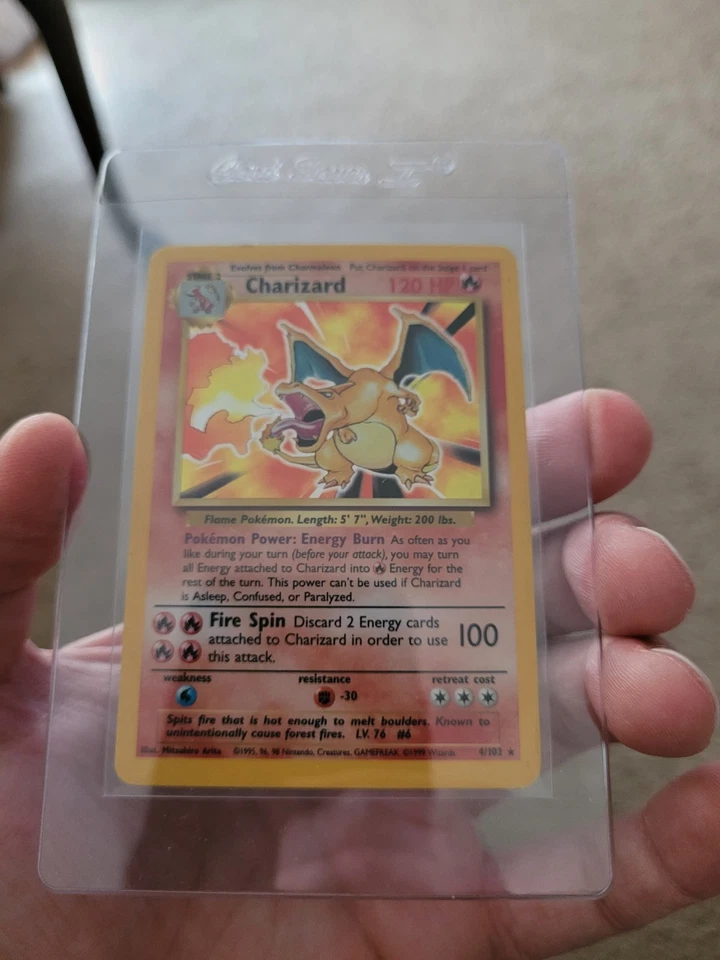 Card Saver II
Evolves from Charmeleon Put Charizard on the Stage 1 card
STAGE 2
Charizard 120 HP
Flame Pokémon. Length: 5' 7", Weight: 200 lbs.
Pokémon Power: Energy Burn As often as you
like during your turn (before your attack), you may turn
all Energy attached to Charizard into Energy for the
rest of the turn. This power can't be used if Charizard
is Asleep, Confused, or Paralyzed.
Fire Spin Discard 2 Energy cards
attached to Charizard in order to use 100
this attack.
weakness resistance retreat cost
-30
Spits fire that is hot enough to melt boulders. Known to
unintentionally cause forest fires. LV. 76 #6
Illus. Mitsuhiro Arita ©1995, 96, 98 Nintendo, Creatures, GAMEFREAK. ©1999 Wizards. 4/102 ★